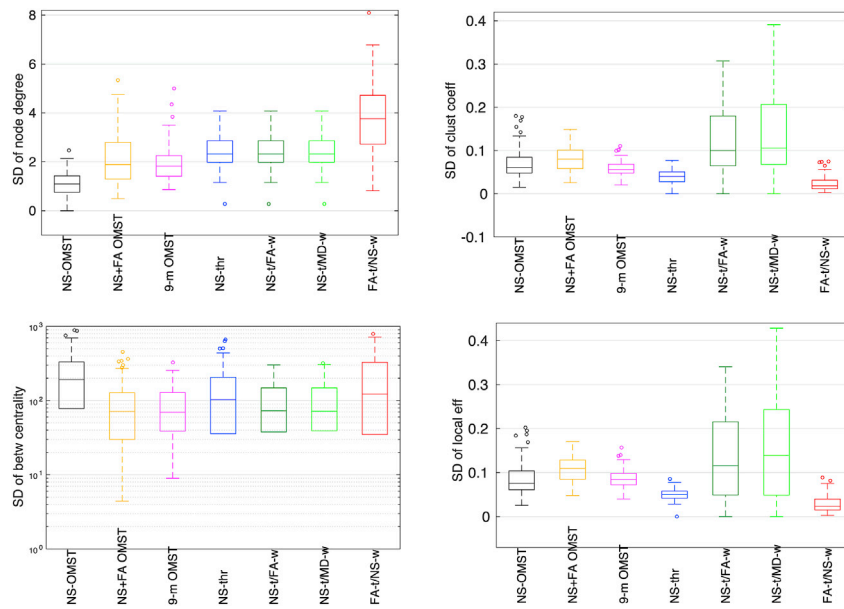 SD of node degree
8
6
4
2
0
NS-OMST
NS+FA OMST
9-m OMST
NS-thr
NS-t/FA-w
NS-t/MD-w
FA-t/NS-w
SD of clust coeff
0.4
0.3
0.2
0.1
0
-0.1
NS-OMST
NS+FA OMST
9-m OMST
NS-thr
NS-t/FA-w
NS-t/MD-w
FA-t/NS-w
SD of betw centrality
10³
10²
10¹
10⁰
NS-OMST
NS+FA OMST
9-m OMST
NS-thr
NS-t/FA-w
NS-t/MD-w
FA-t/NS-w
SD of local eff
0.4
0.3
0.2
0.1
0
NS-OMST
NS+FA OMST
9-m OMST
NS-thr
NS-t/FA-w
NS-t/MD-w
FA-t/NS-w